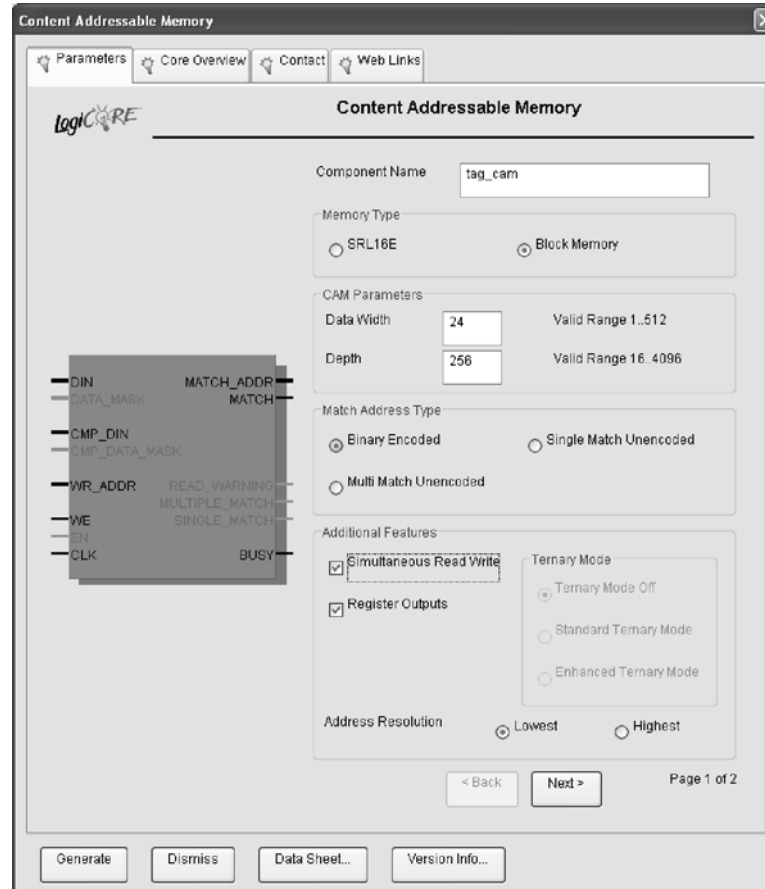 Content Addressable Memory
Parameters Core Overview Contact Web Links
LogiCORE
Content Addressable Memory
Component Name tag_cam
Memory Type
SRL16E Block Memory
CAM Parameters
Data Width 24 Valid Range 1..512
Depth 256 Valid Range 16..4096
Match Address Type
Binary Encoded Single Match Unencoded
Multi Match Unencoded
DIN MATCH_ADDR
DATA_MASK MATCH
CMP_DIN
CMP_DATA_MASK
WR_ADDR READ_WARNING
MULTIPLE_MATCH
WE SINGLE_MATCH
EN
CLK BUSY
Additional Features
Simultaneous Read Write
Register Outputs
Ternary Mode
Ternary Mode Off
Standard Ternary Mode
Enhanced Ternary Mode
Address Resolution Lowest Highest
< Back Next > Page 1 of 2
Generate Dismiss Data Sheet... Version Info...